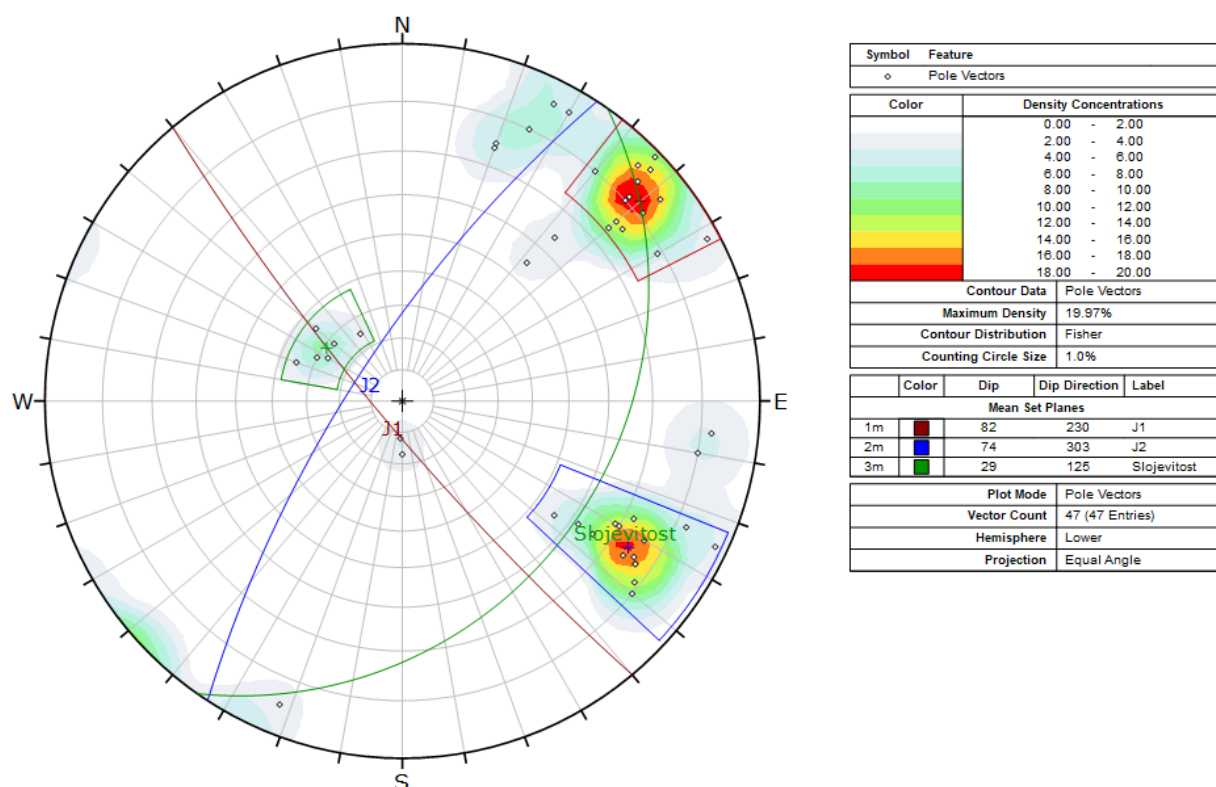 N
W
E
S
J2
J1
Slojevitost
Symbol Feature
Pole Vectors
Color Density Concentrations
0.00 - 2.00
2.00 - 4.00
4.00 - 6.00
6.00 - 8.00
8.00 - 10.00
10.00 - 12.00
12.00 - 14.00
14.00 - 16.00
16.00 - 18.00
18.00 - 20.00
Contour Data Pole Vectors
Maximum Density 19.97%
Contour Distribution Fisher
Counting Circle Size 1.0%
Color Dip Dip Direction Label
Mean Set Planes
1m 82 230 J1
2m 74 303 J2
3m 29 125 Slojevitost
Plot Mode Pole Vectors
Vector Count 47 (47 Entries)
Hemisphere Lower
Projection Equal Angle